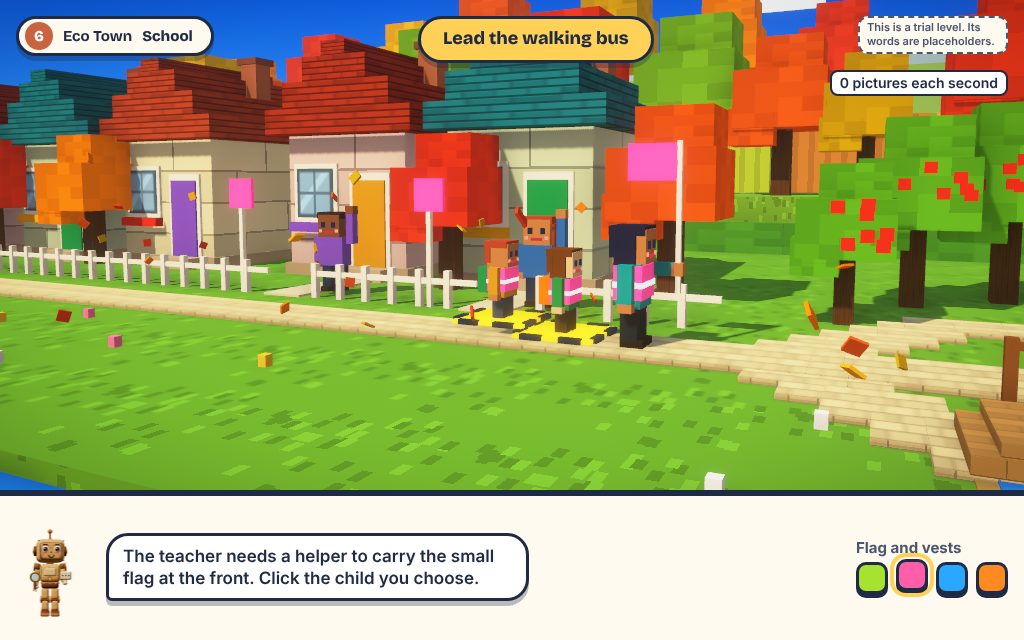 6 Eco Town School
Lead the walking bus
This is a trial level. Its
words are placeholders.
0 pictures each second
The teacher needs a helper to carry the small
flag at the front. Click the child you choose.
Flag and vests